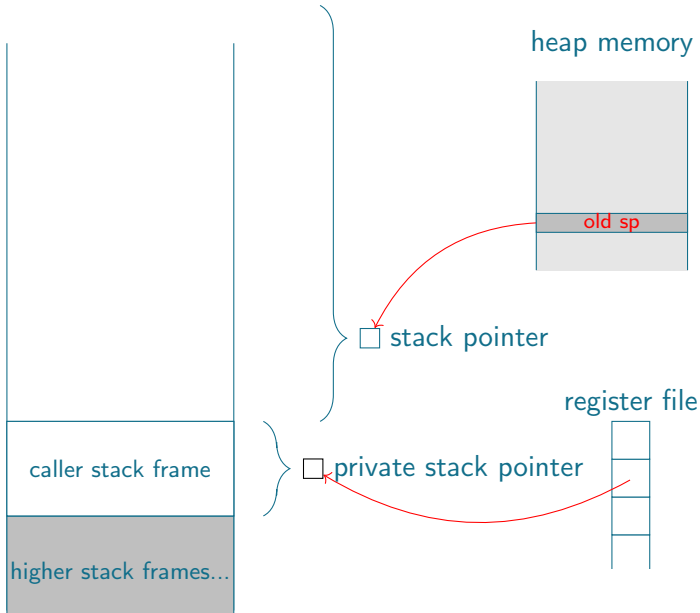 heap memory
old sp
stack pointer
register file
caller stack frame
private stack pointer
higher stack frames...